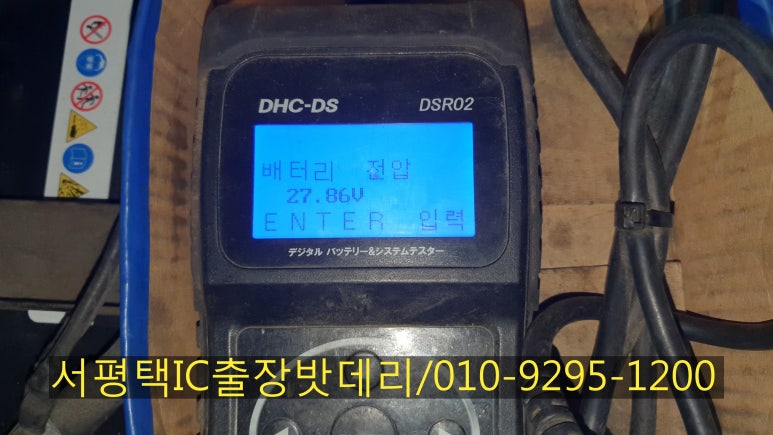 DHC-DS DSR02
배터리 전압
27.86V
ENTER 입력
デジタル バッテリー&システムテスター
서평택IC출장밧데리/010-9295-1200